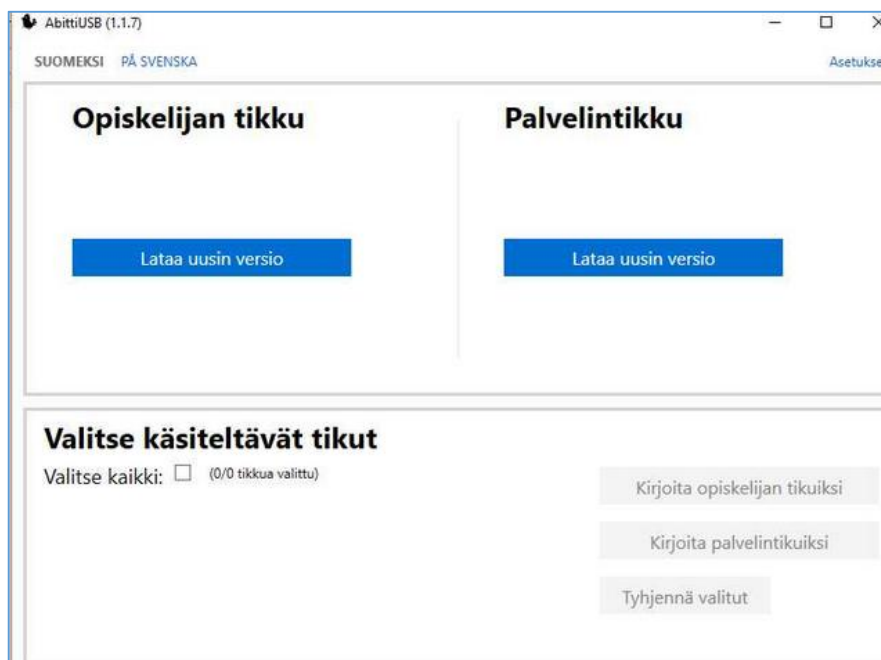 AbittiUSB (1.1.7)
SUOMEKSI PÅ SVENSKA Asetukse
Opiskelijan tikku
Lataa uusin versio
Palvelintikku
Lataa uusin versio
Valitse käsiteltävät tikut
Valitse kaikki: (0/0 tikkua valittu)
Kirjoita opiskelijan tikuiksi
Kirjoita palvelintikuiksi
Tyhjennä valitut